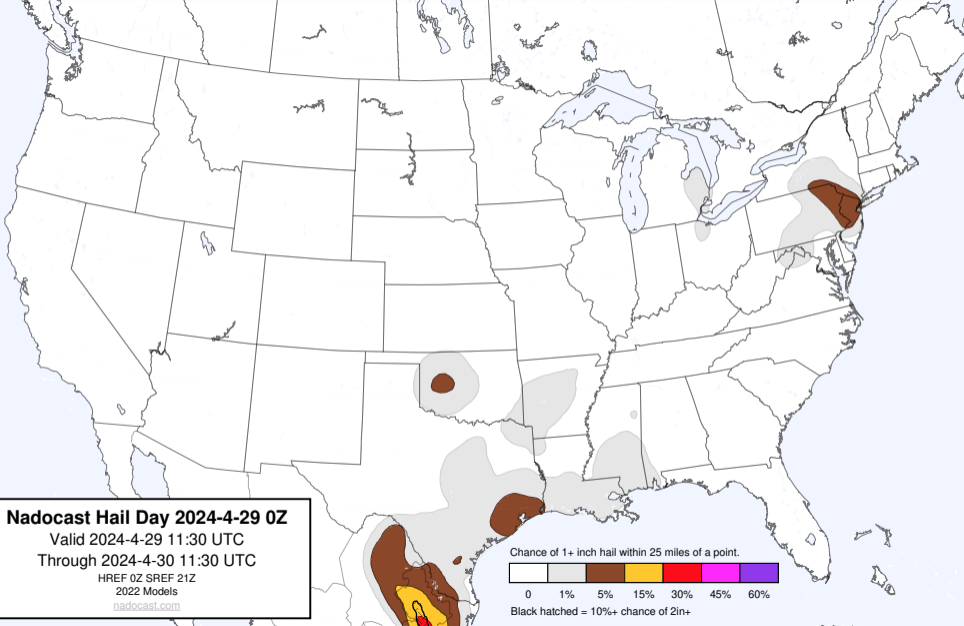 Nadocast Hail Day 2024-4-29 0Z
Valid 2024-4-29 11:30 UTC
Through 2024-4-30 11:30 UTC
HREF 0Z SREF 21Z
2022 Models
nadocast.com
Chance of 1+ inch hail within 25 miles of a point.
0 1% 5% 15% 30% 45% 60%
Black hatched = 10%+ chance of 2in+